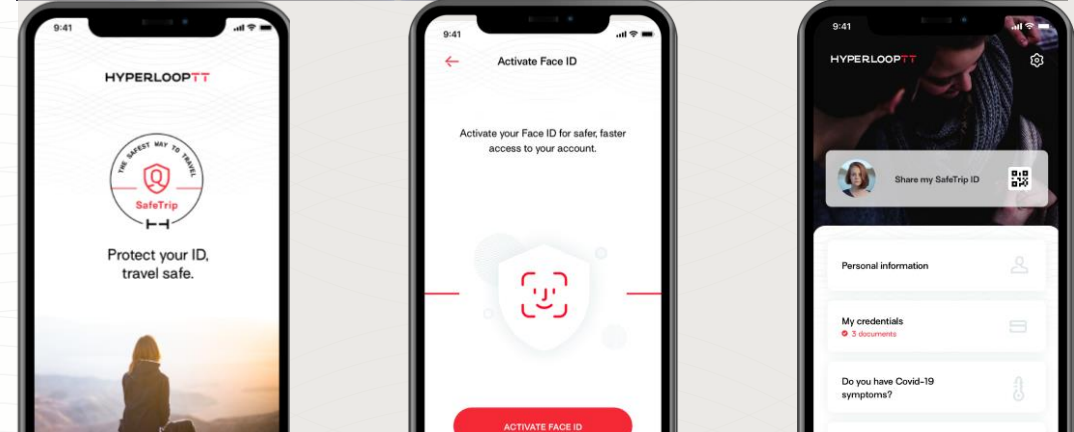 9:41
HYPERLOOPTT
THE SAFEST WAY TO TRAVEL
SafeTrip
Protect your ID,
travel safe.
9:41
Activate Face ID
Activate your Face ID for safer, faster
access to your account.
ACTIVATE FACE ID
9:41
HYPERLOOPTT
Share my SafeTrip ID
Personal information
My credentials
3 documents
Do you have Covid-19
symptoms?